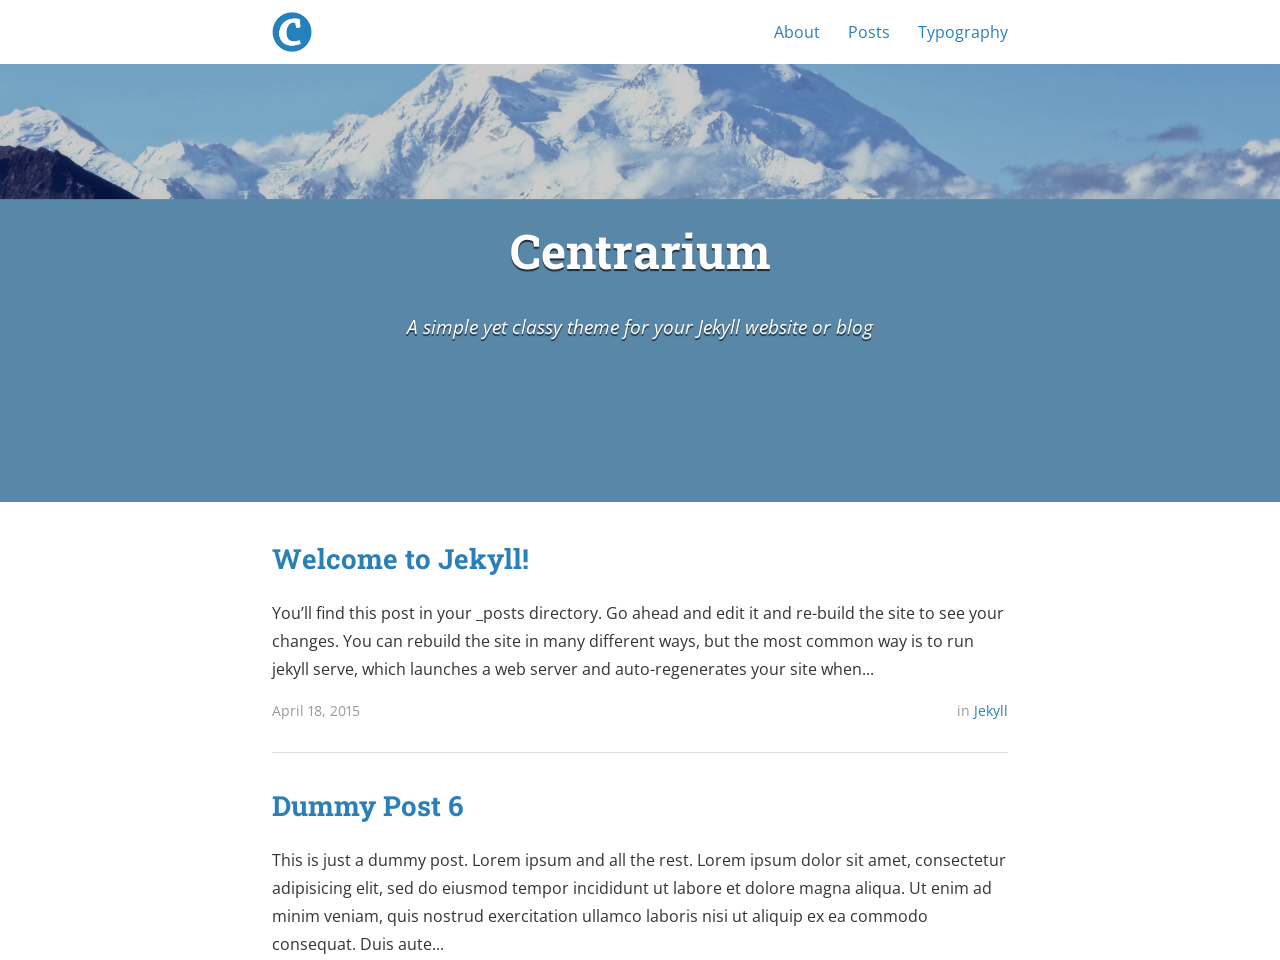 C
About Posts Typography
Centrarium
A simple yet classy theme for your Jekyll website or blog
Welcome to Jekyll!
You’ll find this post in your _posts directory. Go ahead and edit it and re-build the site to see your
changes. You can rebuild the site in many different ways, but the most common way is to run
jekyll serve, which launches a web server and auto-regenerates your site when...
April 18, 2015 in Jekyll
Dummy Post 6
This is just a dummy post. Lorem ipsum and all the rest. Lorem ipsum dolor sit amet, consectetur
adipisicing elit, sed do eiusmod tempor incididunt ut labore et dolore magna aliqua. Ut enim ad
minim veniam, quis nostrud exercitation ullamco laboris nisi ut aliquip ex ea commodo
consequat. Duis aute...